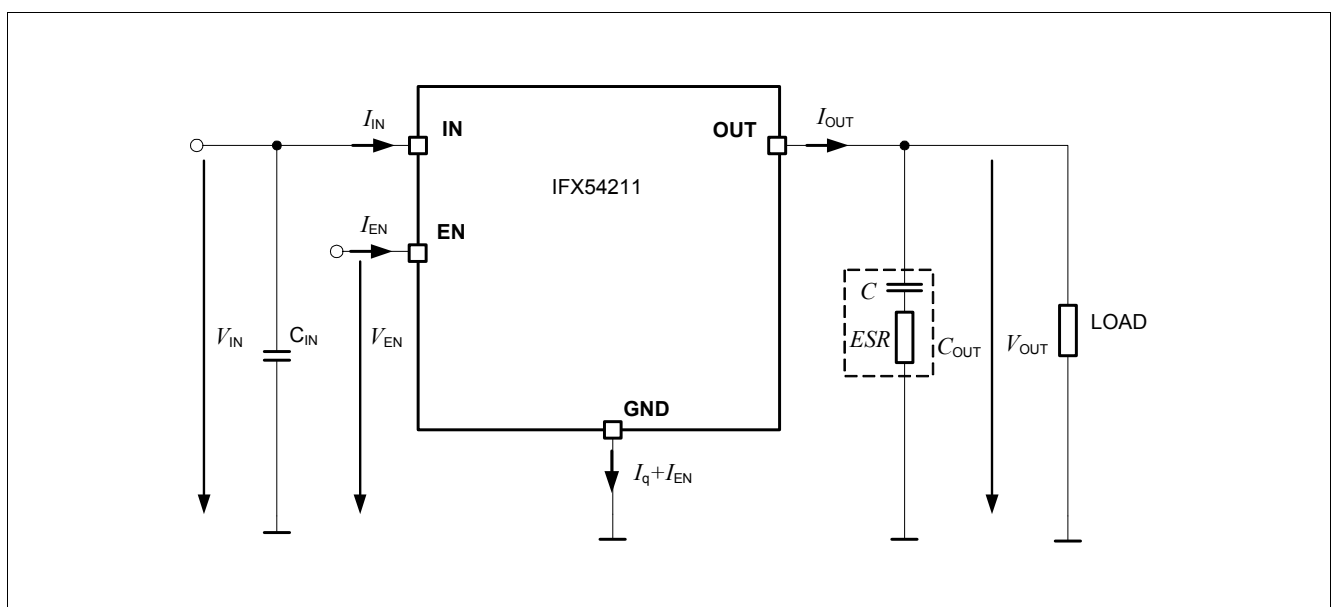 I_IN
IN
OUT
I_OUT
IFX54211
I_EN
EN
C
LOAD
V_IN
C_IN
V_EN
ESR
C_OUT
V_OUT
GND
I_q+I_EN